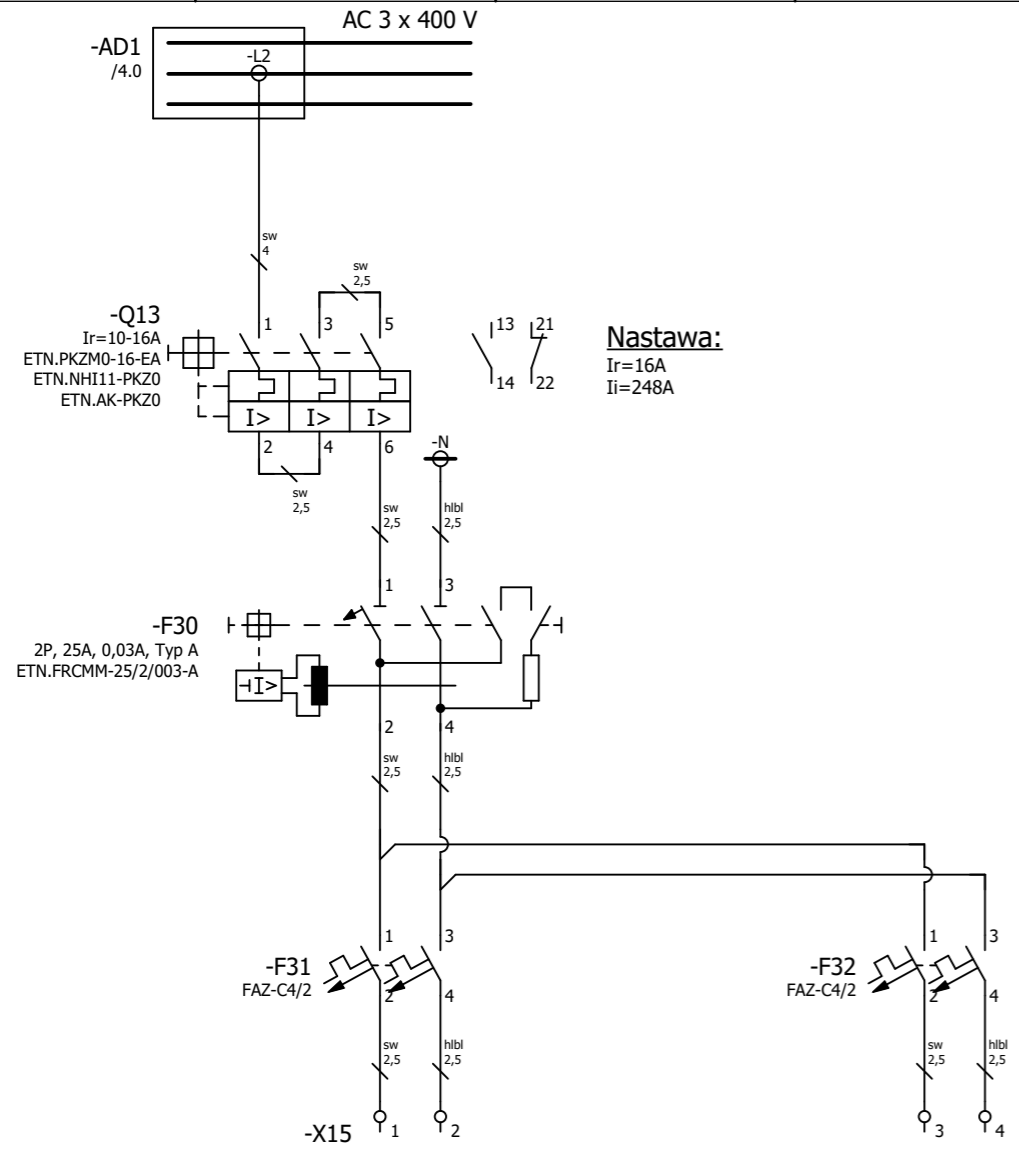 AC 3 x 400 V
-AD1
/4.0
-L2
sw
4
sw
2,5
-Q13
Ir=10-16A
ETN.PKZM0-16-EA
ETN.NHI11-PKZ0
ETN.AK-PKZ0
1
3
5
13
21
14
22
Nastawa:
Ir=16A
Ii=248A
I>
I>
I>
2
4
6
-N
sw
2,5
sw
2,5
hlbl
2,5
1
3
-F30
2P, 25A, 0,03A, Typ A
ETN.FRCMM-25/2/003-A
I>
2
4
sw
2,5
hlbl
2,5
1
3
-F31
FAZ-C4/2
2
4
1
3
-F32
FAZ-C4/2
2
4
sw
2,5
hlbl
2,5
sw
2,5
hlbl
2,5
-X15
1
2
3
4